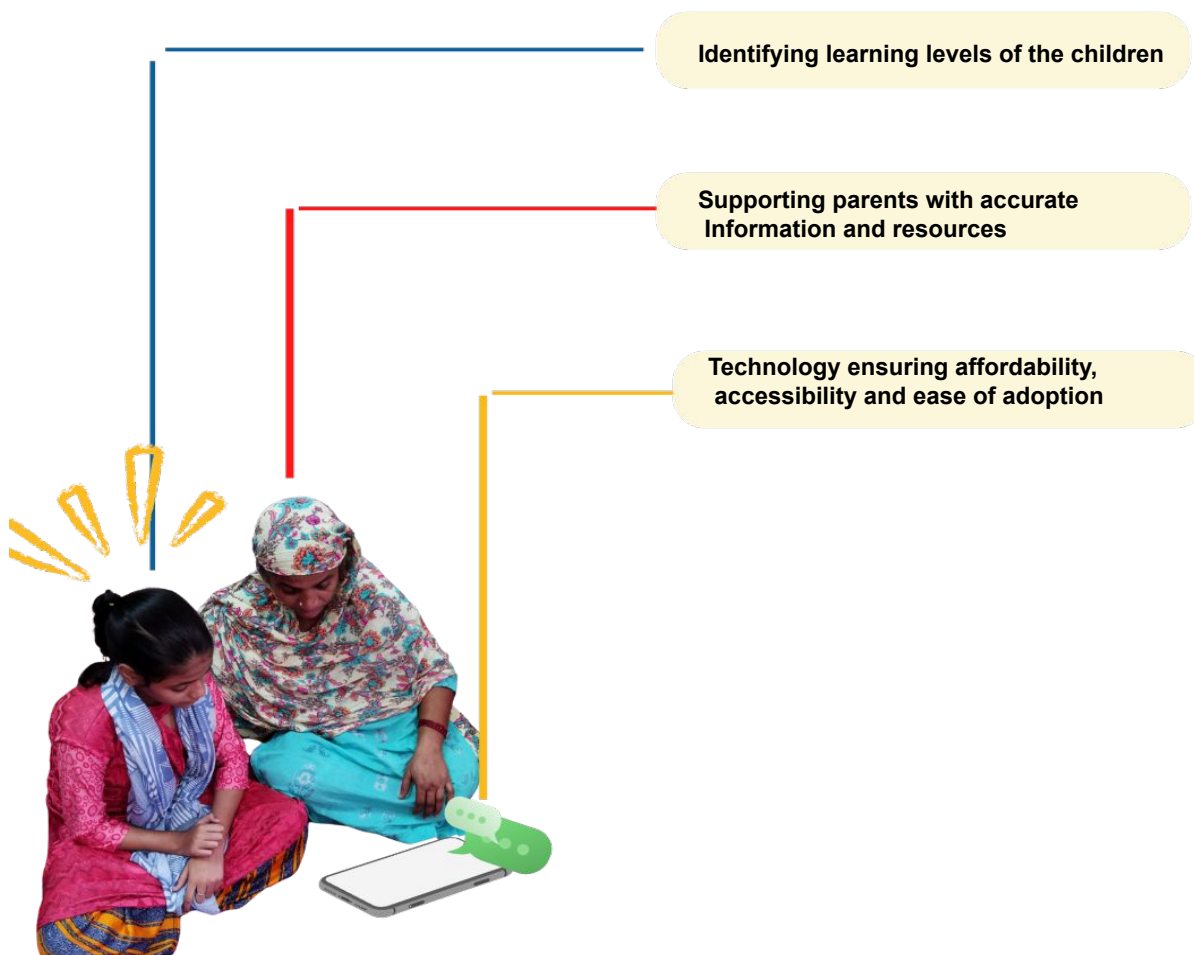 Identifying learning levels of the children
Supporting parents with accurate
Information and resources
Technology ensuring affordability,
accessibility and ease of adoption